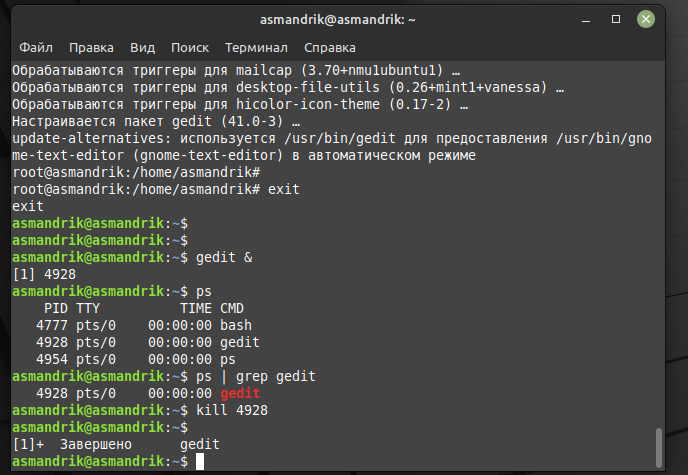 asmandrik@asmandrik: ~
Файл Правка Вид Поиск Терминал Справка
Обрабатываются триггеры для mailcap (3.70+nmu1ubuntu1) …
Обрабатываются триггеры для desktop-file-utils (0.26+mint1+vanessa) …
Обрабатываются триггеры для hicolor-icon-theme (0.17-2) …
Настраивается пакет gedit (41.0-3) …
update-alternatives: используется /usr/bin/gedit для предоставления /usr/bin/gno
me-text-editor (gnome-text-editor) в автоматическом режиме
root@asmandrik:/home/asmandrik#
root@asmandrik:/home/asmandrik# exit
exit
asmandrik@asmandrik:~$
asmandrik@asmandrik:~$
asmandrik@asmandrik:~$ gedit &
[1] 4928
asmandrik@asmandrik:~$ ps
    PID TTY          TIME CMD
   4777 pts/0    00:00:00 bash
   4928 pts/0    00:00:00 gedit
   4954 pts/0    00:00:00 ps
asmandrik@asmandrik:~$ ps | grep gedit
   4928 pts/0    00:00:00 gedit
asmandrik@asmandrik:~$ kill 4928
asmandrik@asmandrik:~$
[1]+  Завершено      gedit
asmandrik@asmandrik:~$